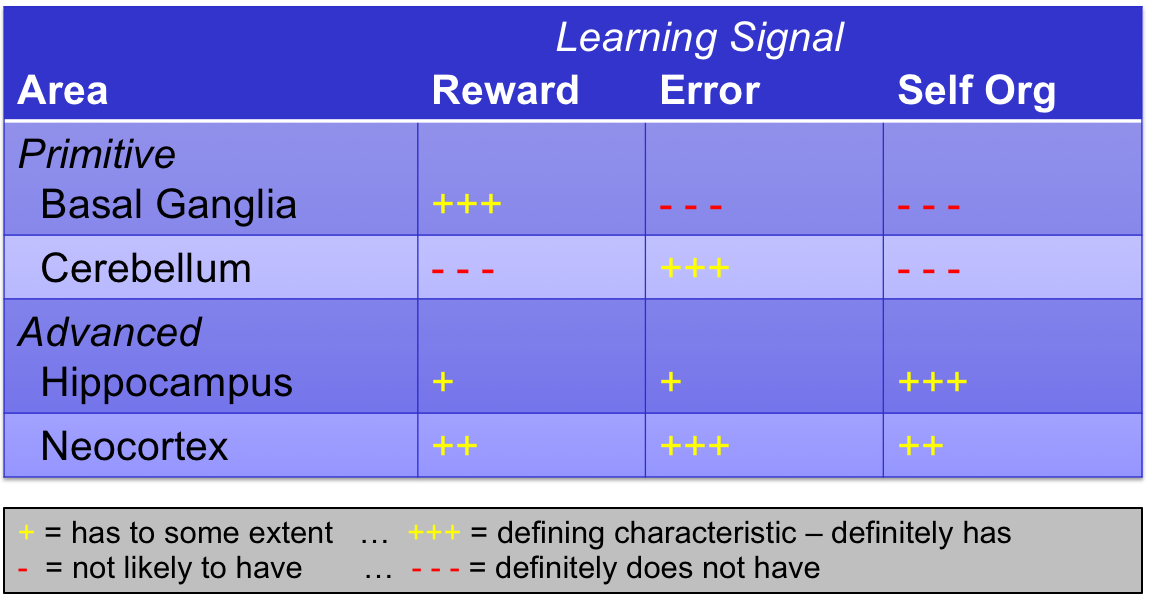 Learning Signal
Area Reward Error Self Org
Primitive
Basal Ganglia +++ - - - - - -
Cerebellum - - - +++ - - -
Advanced
Hippocampus + + +++
Neocortex ++ +++ ++
+ = has to some extent … +++ = defining characteristic – definitely has
- = not likely to have … - - - = definitely does not have